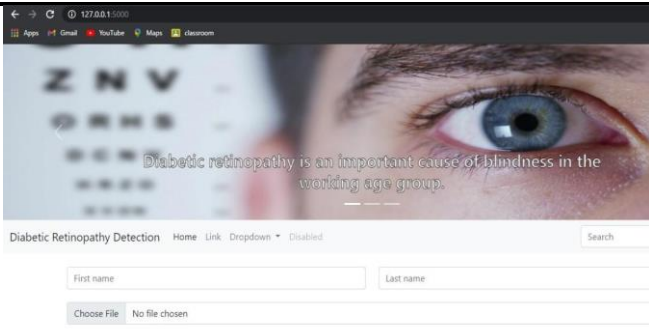 127.0.0.1:5000
Apps Gmail YouTube Maps classroom
Z N V
O R H S
D C N
Diabetic retinopathy is an important cause of blindness in the
working age group.
Diabetic Retinopathy Detection Home Link Dropdown Disabled Search
First name Last name
Choose File No file chosen